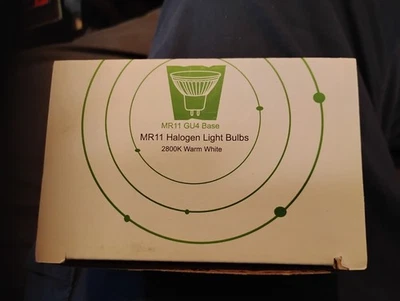 MR11 GU4 Base
MR11 Halogen Light Bulbs
2800K Warm White